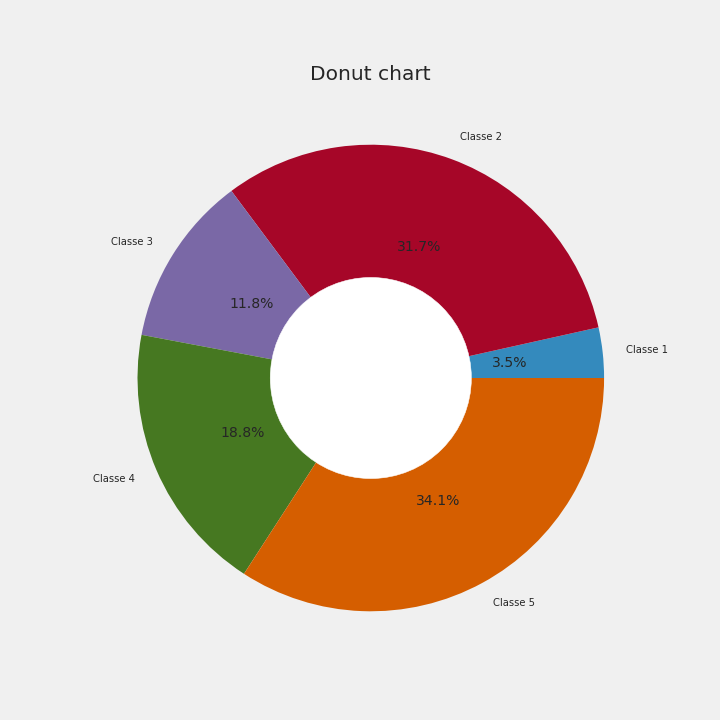 Donut chart
Classe 2
Classe 3
31.7%
11.8%
Classe 1
3.5%
18.8%
Classe 4
34.1%
Classe 5